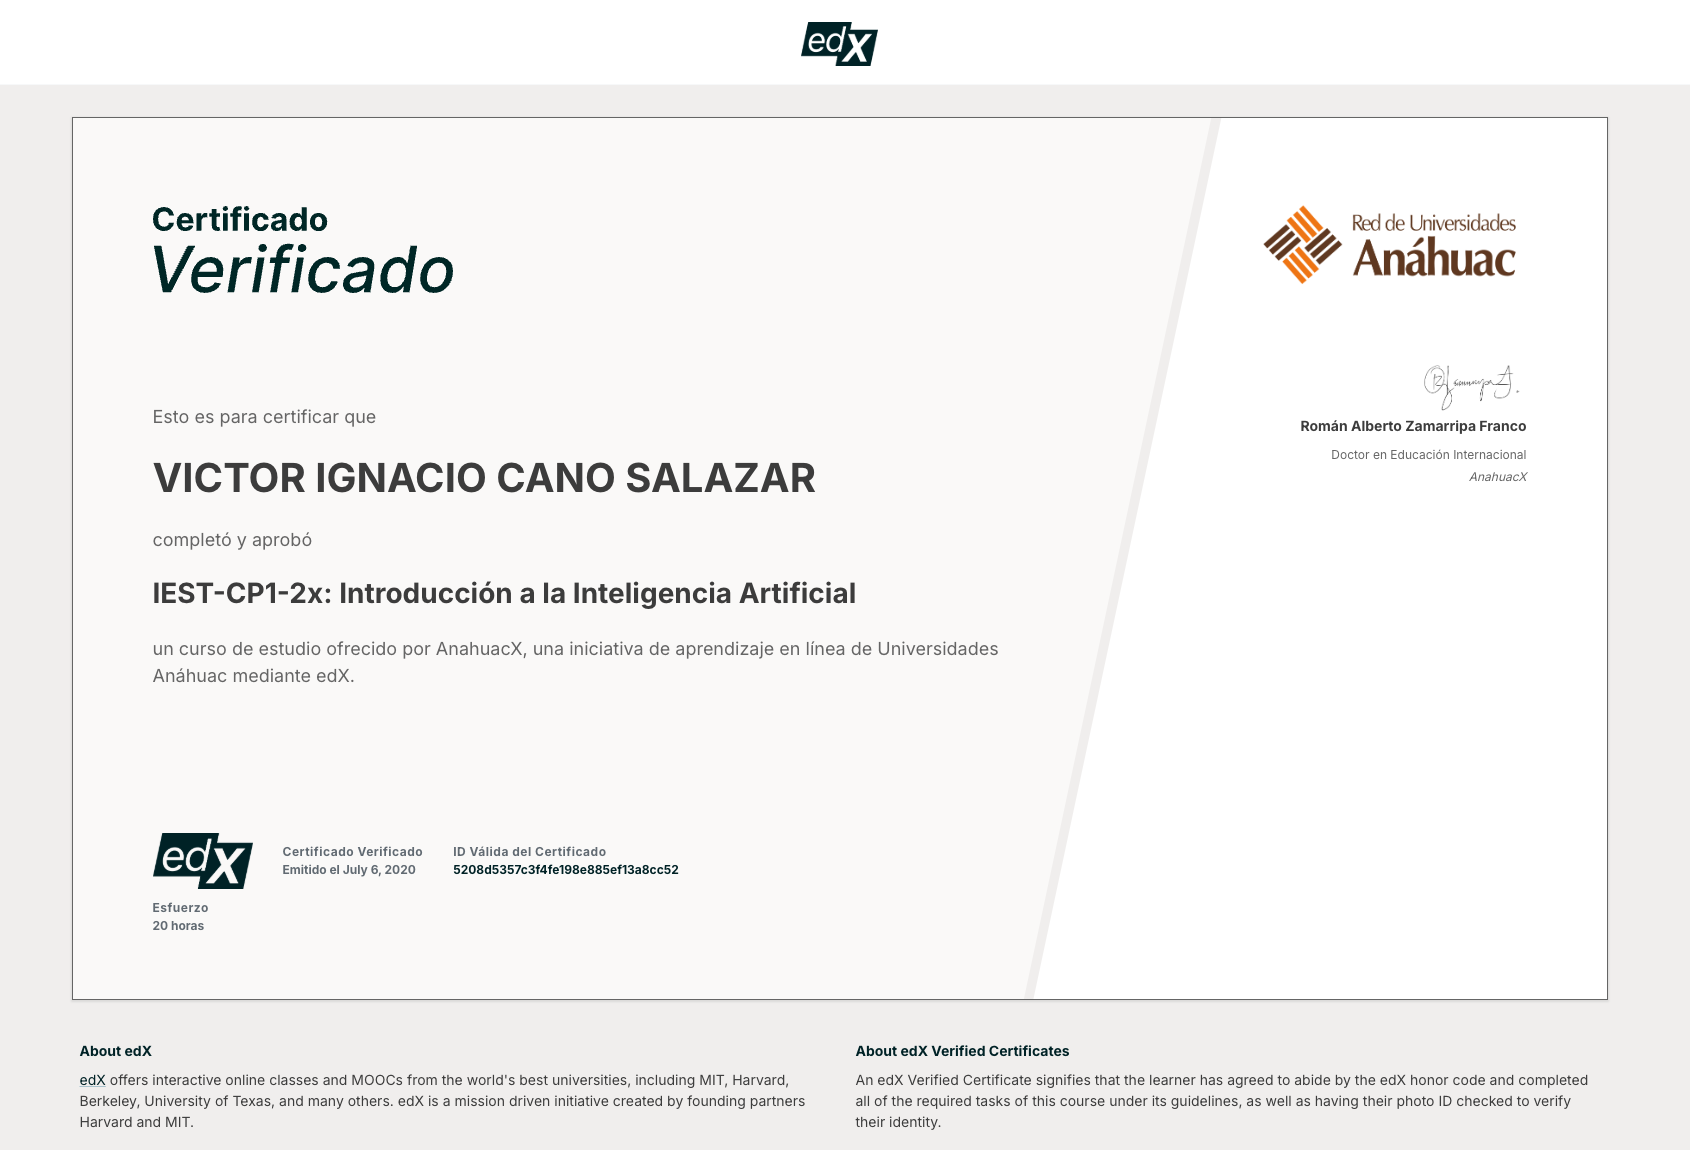 edX
Certificado
Verificado
Esto es para certificar que
VICTOR IGNACIO CANO SALAZAR
completó y aprobó
IEST-CP1-2x: Introducción a la Inteligencia Artificial
un curso de estudio ofrecido por AnahuacX, una iniciativa de aprendizaje en línea de Universidades
Anáhuac mediante edX.
Red de Universidades
Anáhuac
Román Alberto Zamarripa Franco
Doctor en Educación Internacional
AnahuacX
edX
Certificado Verificado
Emitido el July 6, 2020
ID Válida del Certificado
5208d5357c3f4fe198e885ef13a8cc52
Esfuerzo
20 horas
About edX
edX offers interactive online classes and MOOCs from the world's best universities, including MIT, Harvard,
Berkeley, University of Texas, and many others. edX is a mission driven initiative created by founding partners
Harvard and MIT.
About edX Verified Certificates
An edX Verified Certificate signifies that the learner has agreed to abide by the edX honor code and completed
all of the required tasks of this course under its guidelines, as well as having their photo ID checked to verify
their identity.